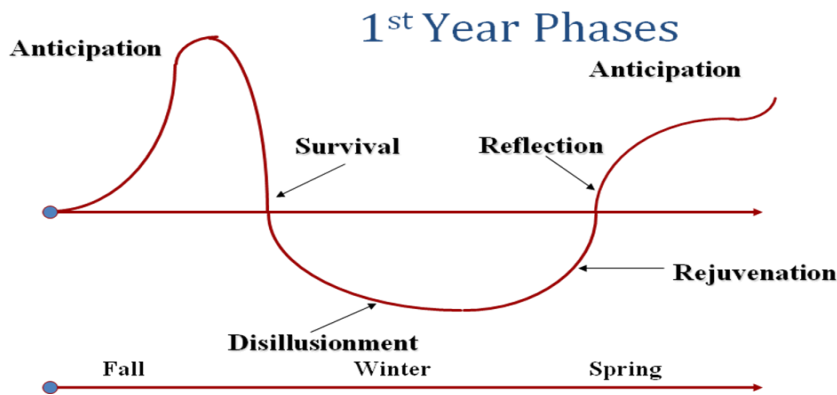 1st Year Phases
Anticipation
Anticipation
Survival
Reflection
Rejuvenation
Disillusionment
Fall
Winter
Spring